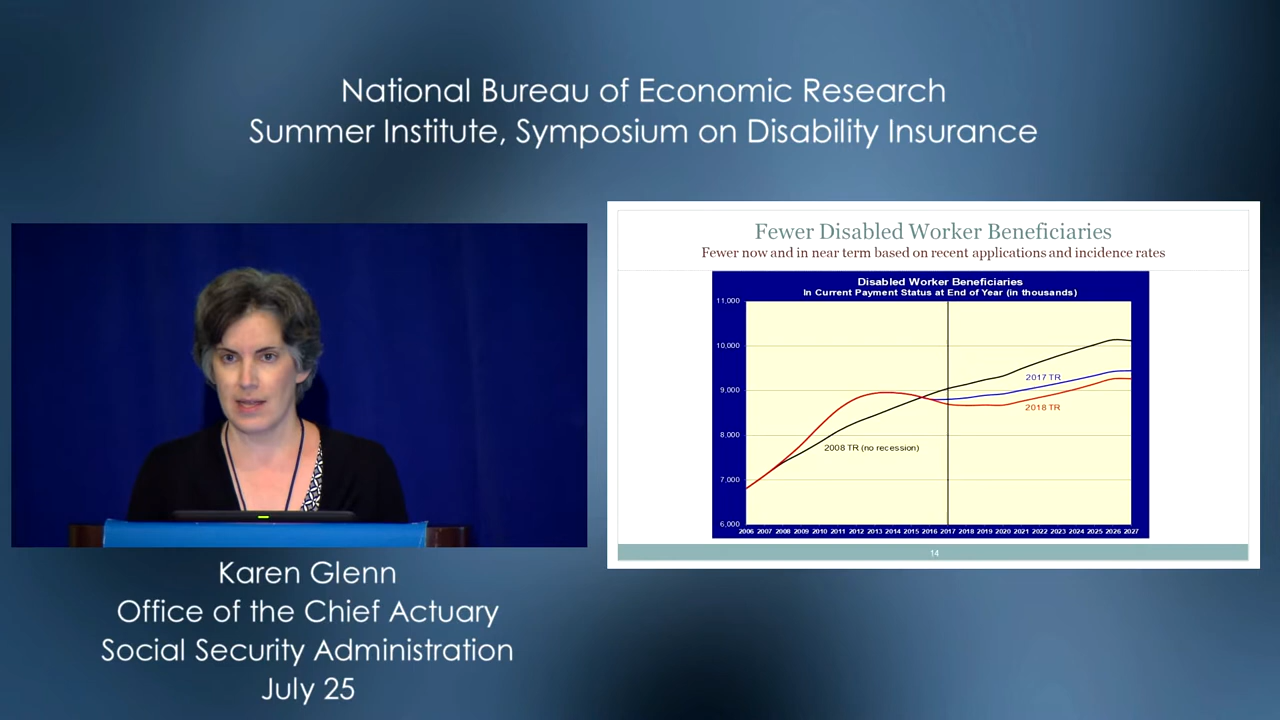 National Bureau of Economic Research
Summer Institute, Symposium on Disability Insurance
Fewer Disabled Worker Beneficiaries
Fewer now and in near term based on recent applications and incidence rates
Disabled Worker Beneficiaries
In Current Payment Status at End of Year (in thousands)
11,000
10,000
9,000
8,000
7,000
6,000
2017 TR
2018 TR
2008 TR (no recession)
2006 2007 2008 2009 2010 2011 2012 2013 2014 2015 2016 2017 2018 2019 2020 2021 2022 2023 2024 2025 2026 2027
14
Karen Glenn
Office of the Chief Actuary
Social Security Administration
July 25